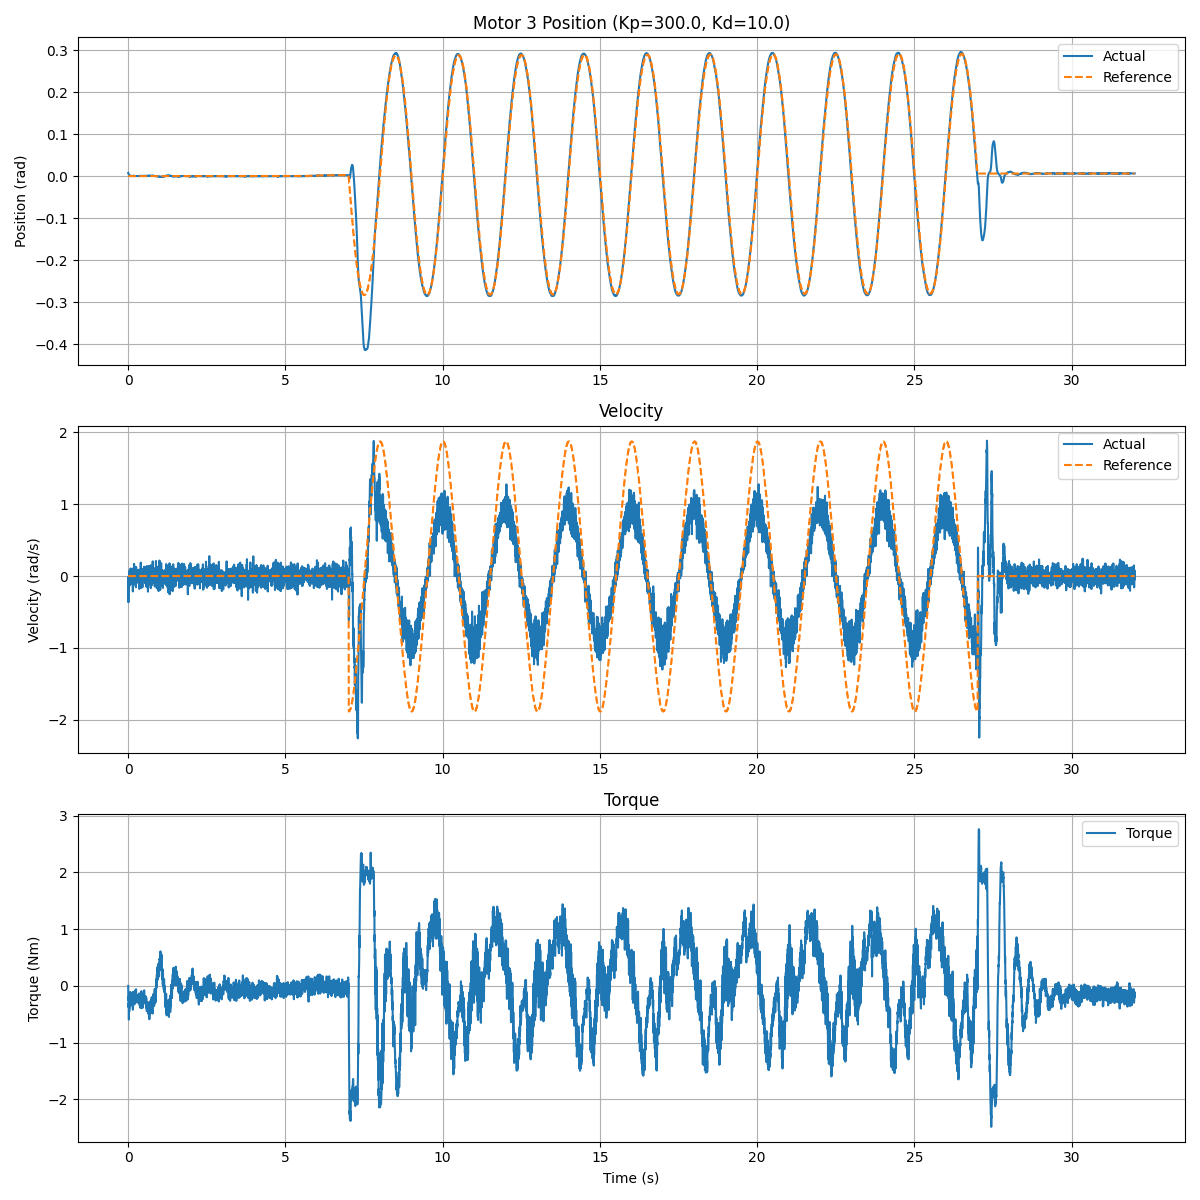 Motor 3 Position (Kp=300.0, Kd=10.0)
Position (rad)
0.3
0.2
0.1
0.0
−0.1
−0.2
−0.3
−0.4
Actual
Reference
0 5 10 15 20 25 30
Velocity
Velocity (rad/s)
2
1
0
−1
−2
Actual
Reference
0 5 10 15 20 25 30
Torque
Torque (Nm)
3
2
1
0
−1
−2
Torque
0 5 10 15 20 25 30
Time (s)